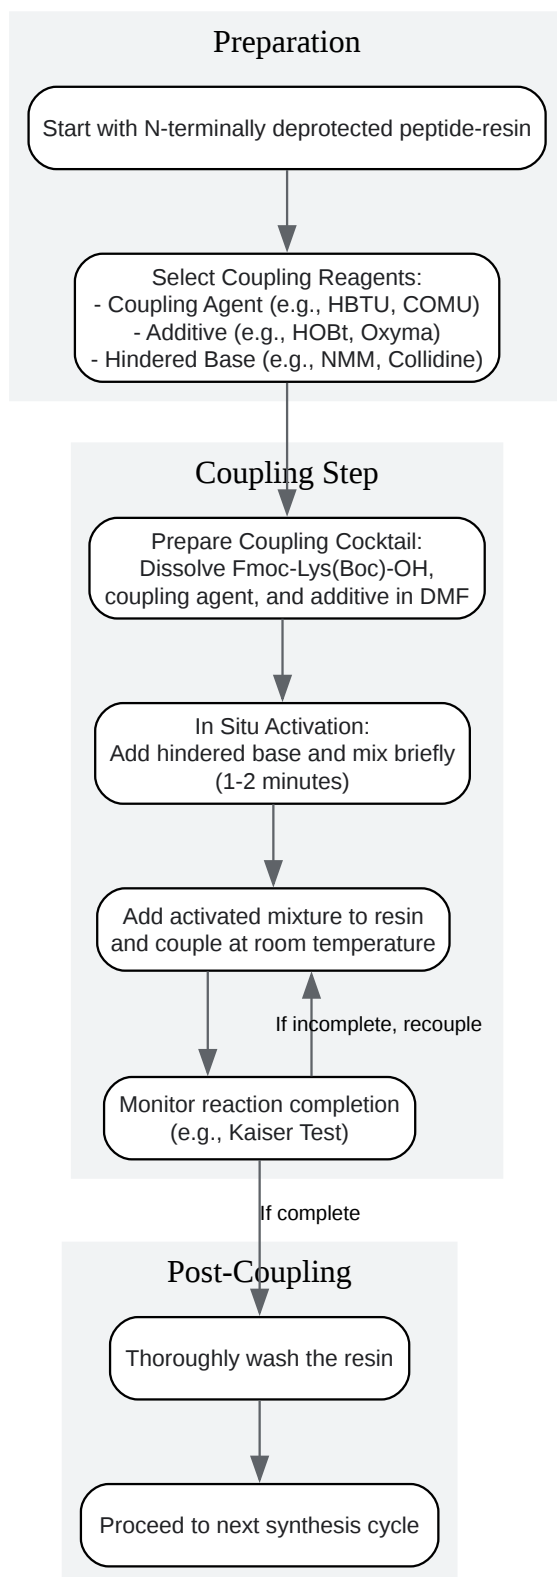 Preparation
Start with N-terminally deprotected peptide-resin
Select Coupling Reagents:
- Coupling Agent (e.g., HBTU, COMU)
- Additive (e.g., HOBt, Oxyma)
- Hindered Base (e.g., NMM, Collidine)
Coupling Step
Prepare Coupling Cocktail:
Dissolve Fmoc-Lys(Boc)-OH,
coupling agent, and additive in DMF
In Situ Activation:
Add hindered base and mix briefly
(1-2 minutes)
Add activated mixture to resin
and couple at room temperature
If incomplete, recouple
Monitor reaction completion
(e.g., Kaiser Test)
If complete
Post-Coupling
Thoroughly wash the resin
Proceed to next synthesis cycle